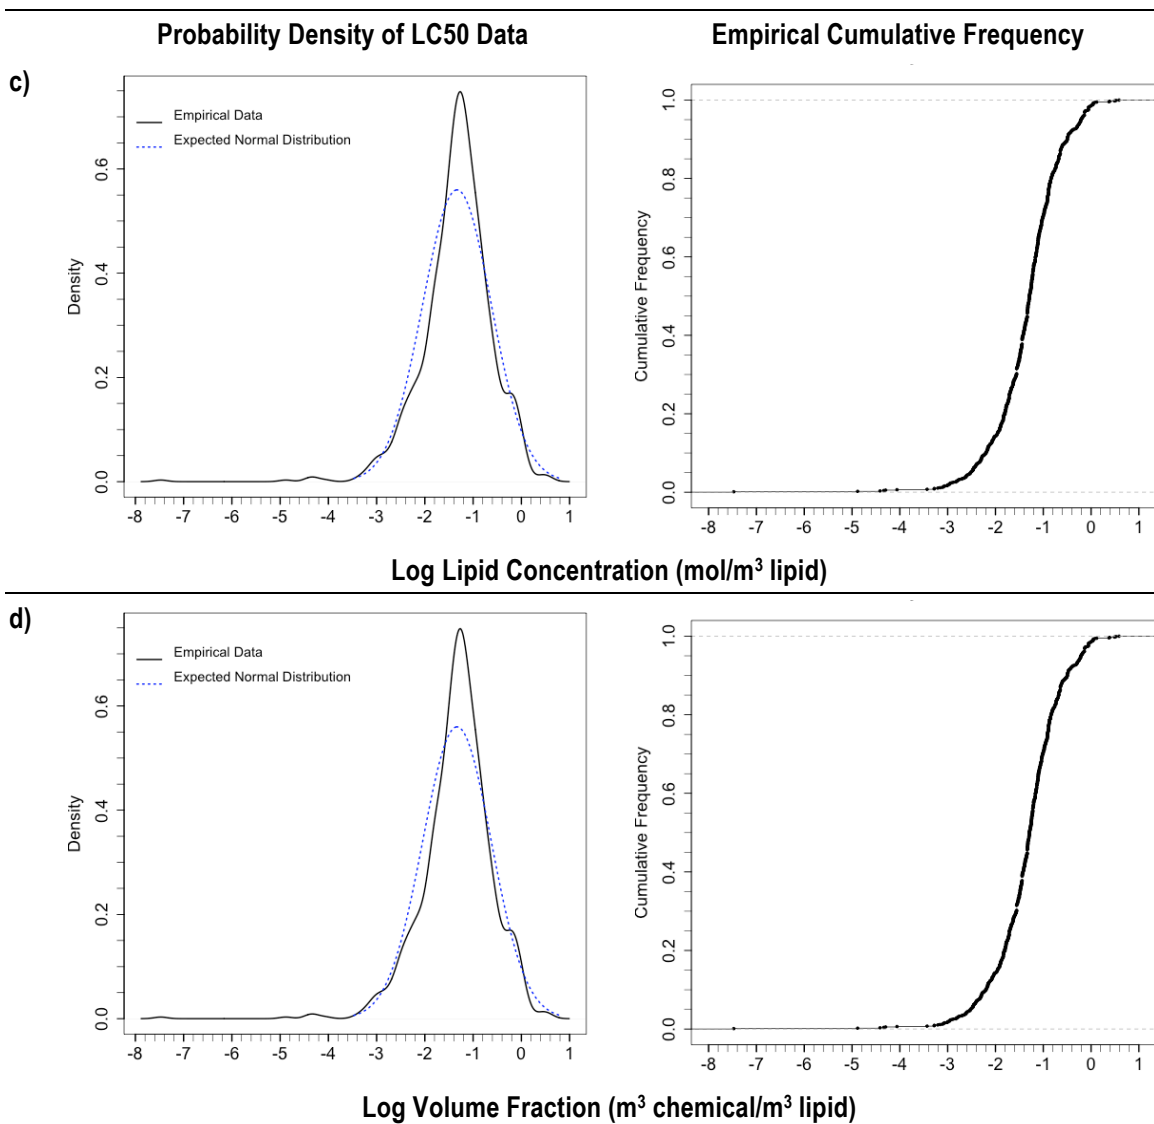 Probability Density of LC50 Data
Empirical Cumulative Frequency
c)
Empirical Data
Expected Normal Distribution
Density
0.0 0.2 0.4 0.6
-8 -7 -6 -5 -4 -3 -2 -1 0 1
Cumulative Frequency
0.0 0.2 0.4 0.6 0.8 1.0
-8 -7 -6 -5 -4 -3 -2 -1 0 1
Log Lipid Concentration (mol/m³ lipid)
d)
Empirical Data
Expected Normal Distribution
Density
0.0 0.2 0.4 0.6
-8 -7 -6 -5 -4 -3 -2 -1 0 1
Cumulative Frequency
0.0 0.2 0.4 0.6 0.8 1.0
-8 -7 -6 -5 -4 -3 -2 -1 0 1
Log Volume Fraction (m³ chemical/m³ lipid)